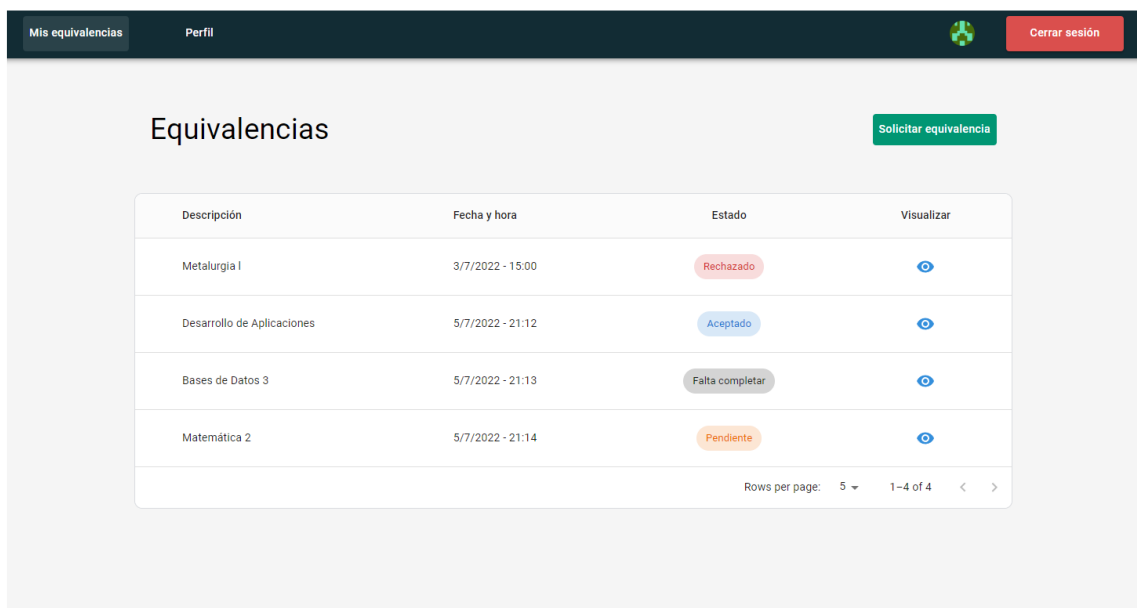 Mis equivalencias Perfil Cerrar sesión
Equivalencias Solicitar equivalencia
Descripción Fecha y hora Estado Visualizar
Metalurgia l 3/7/2022 - 15:00 Rechazado
Desarrollo de Aplicaciones 5/7/2022 - 21:12 Aceptado
Bases de Datos 3 5/7/2022 - 21:13 Falta completar
Matemática 2 5/7/2022 - 21:14 Pendiente
Rows per page: 5 1–4 of 4